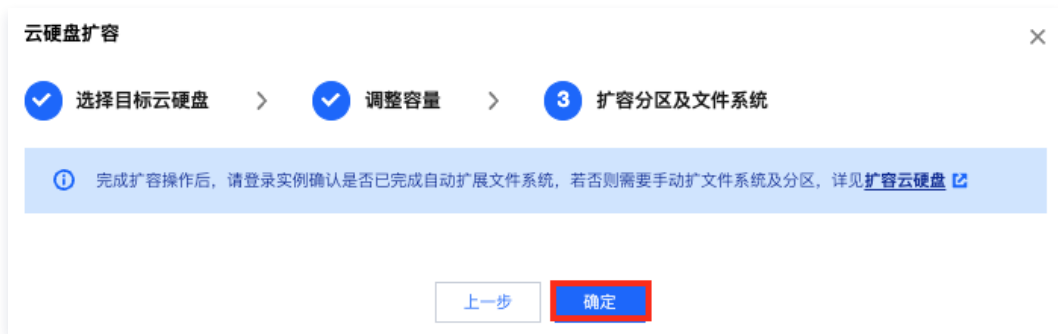 云硬盘扩容
选择目标云硬盘 > 调整容量 > 3 扩容分区及文件系统
完成扩容操作后，请登录实例确认是否已完成自动扩展文件系统，若否则需要手动扩文件系统及分区，详见扩容云硬盘
上一步 确定